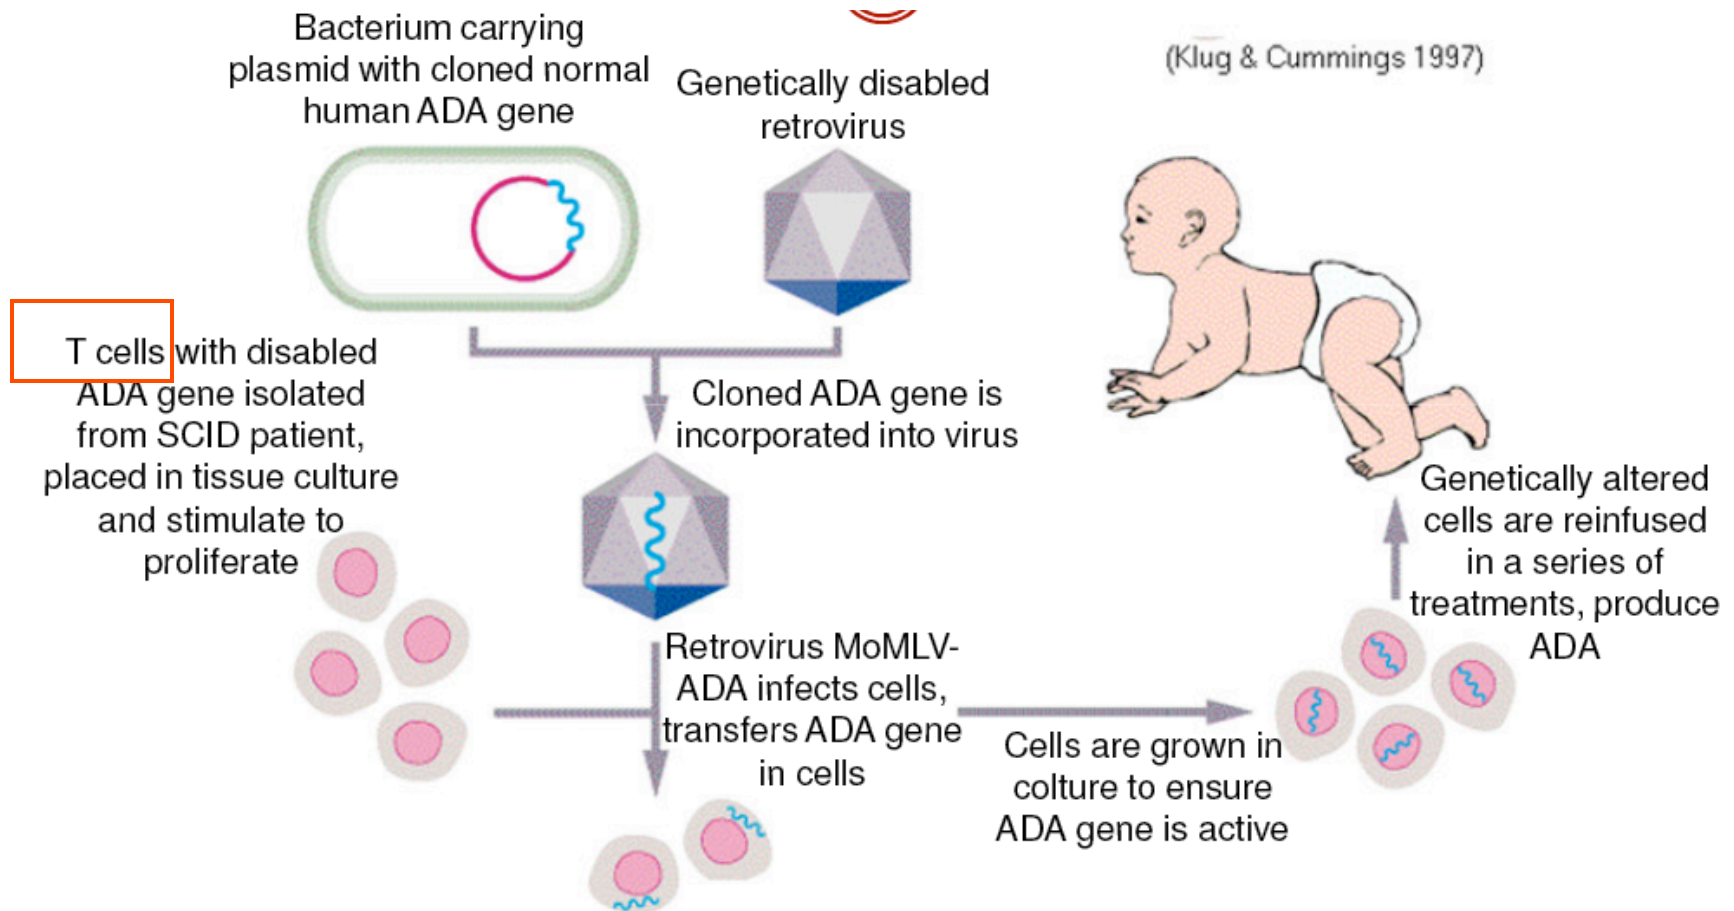 Bacterium carrying
plasmid with cloned normal
human ADA gene
Genetically disabled
retrovirus
(Klug & Cummings 1997)
T cells with disabled
ADA gene isolated
from SCID patient,
placed in tissue culture
and stimulate to
proliferate
Cloned ADA gene is
incorporated into virus
Retrovirus MoMLV-
ADA infects cells,
transfers ADA gene
in cells
Cells are grown in
colture to ensure
ADA gene is active
Genetically altered
cells are reinfused
in a series of
treatments, produce
ADA